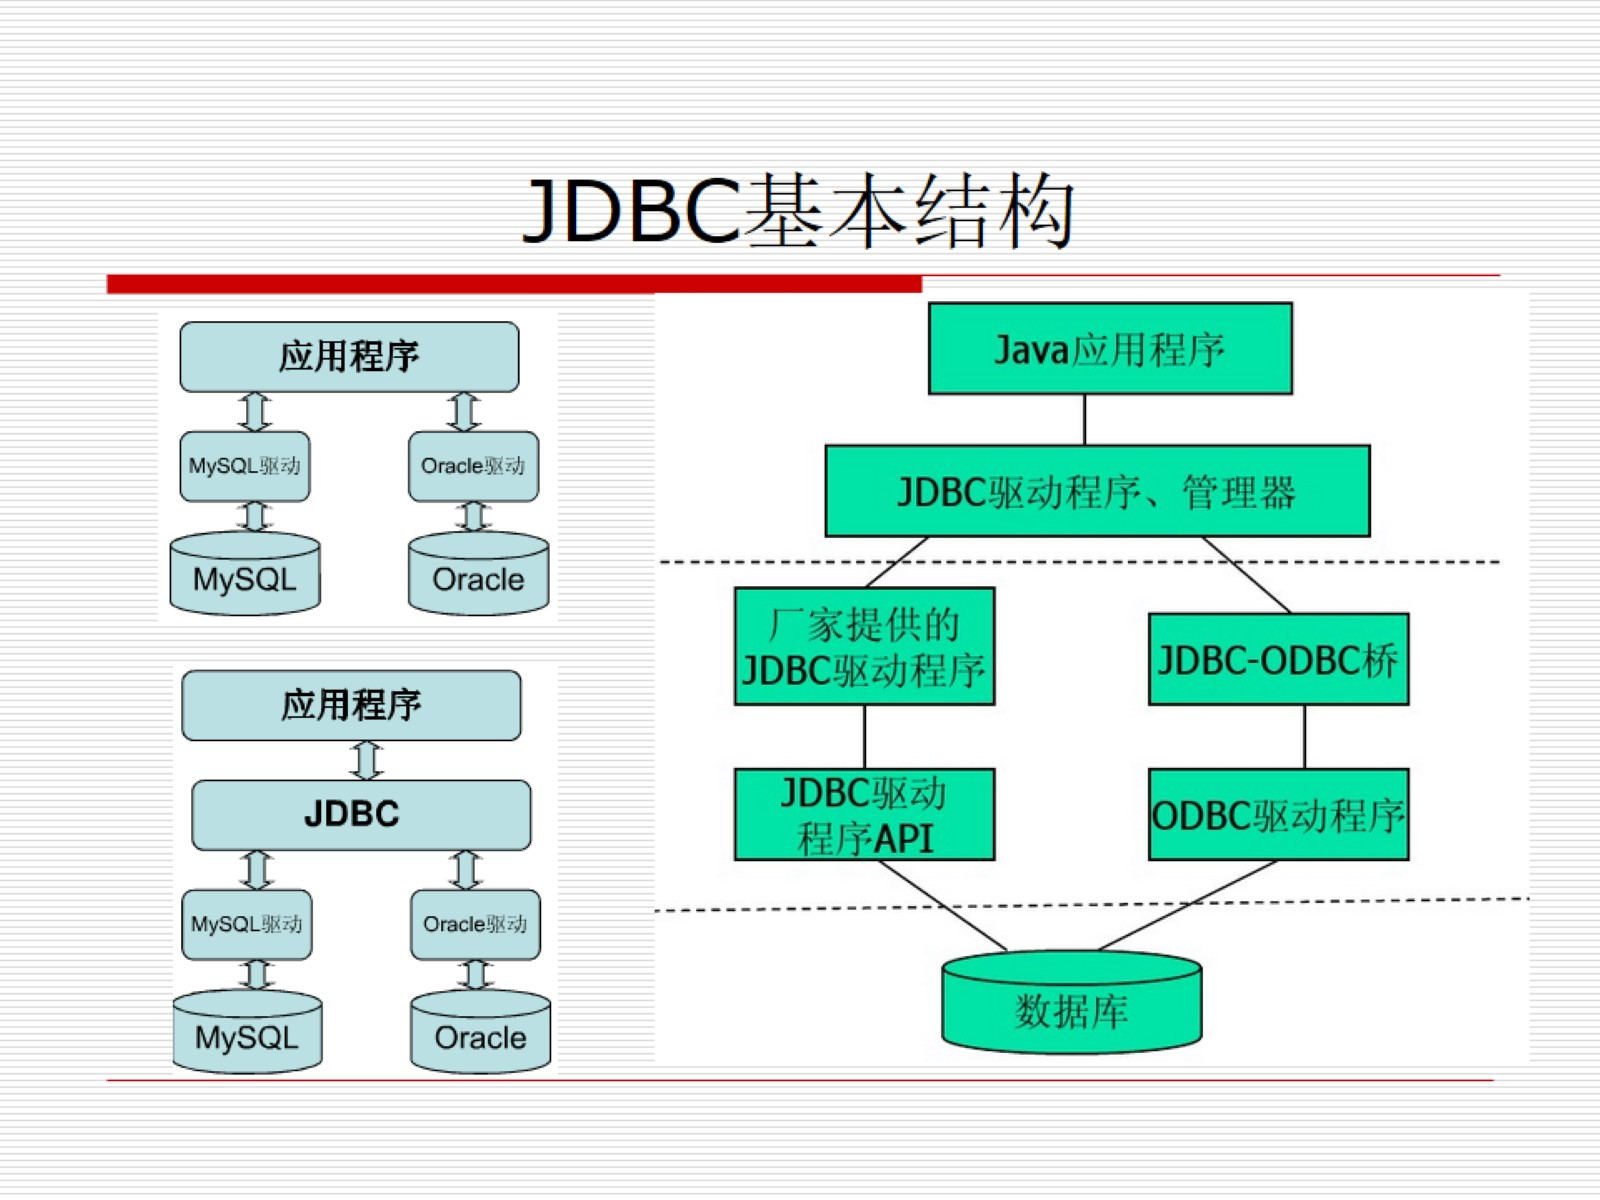 JDBC基本结构
应用程序
MySQL驱动
Oracle驱动
MySQL
Oracle
应用程序
JDBC
MySQL驱动
Oracle驱动
MySQL
Oracle
Java应用程序
JDBC驱动程序、管理器
厂家提供的
JDBC驱动程序
JDBC-ODBC桥
JDBC驱动
程序API
ODBC驱动程序
数据库